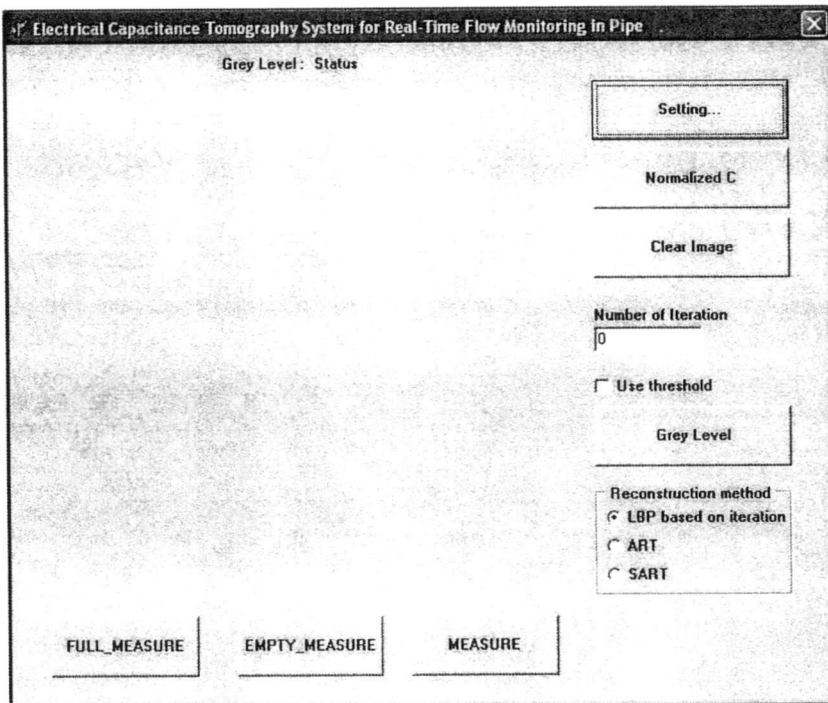 Electrical Capacitance Tomography System for Real-Time Flow Monitoring in Pipe
Grey Level : Status
Setting...
Normalized C
Clear Image
Number of Iteration
0
Use threshold
Grey Level
Reconstruction method
LBP based on iteration
ART
SART
FULL_MEASURE EMPTY_MEASURE MEASURE